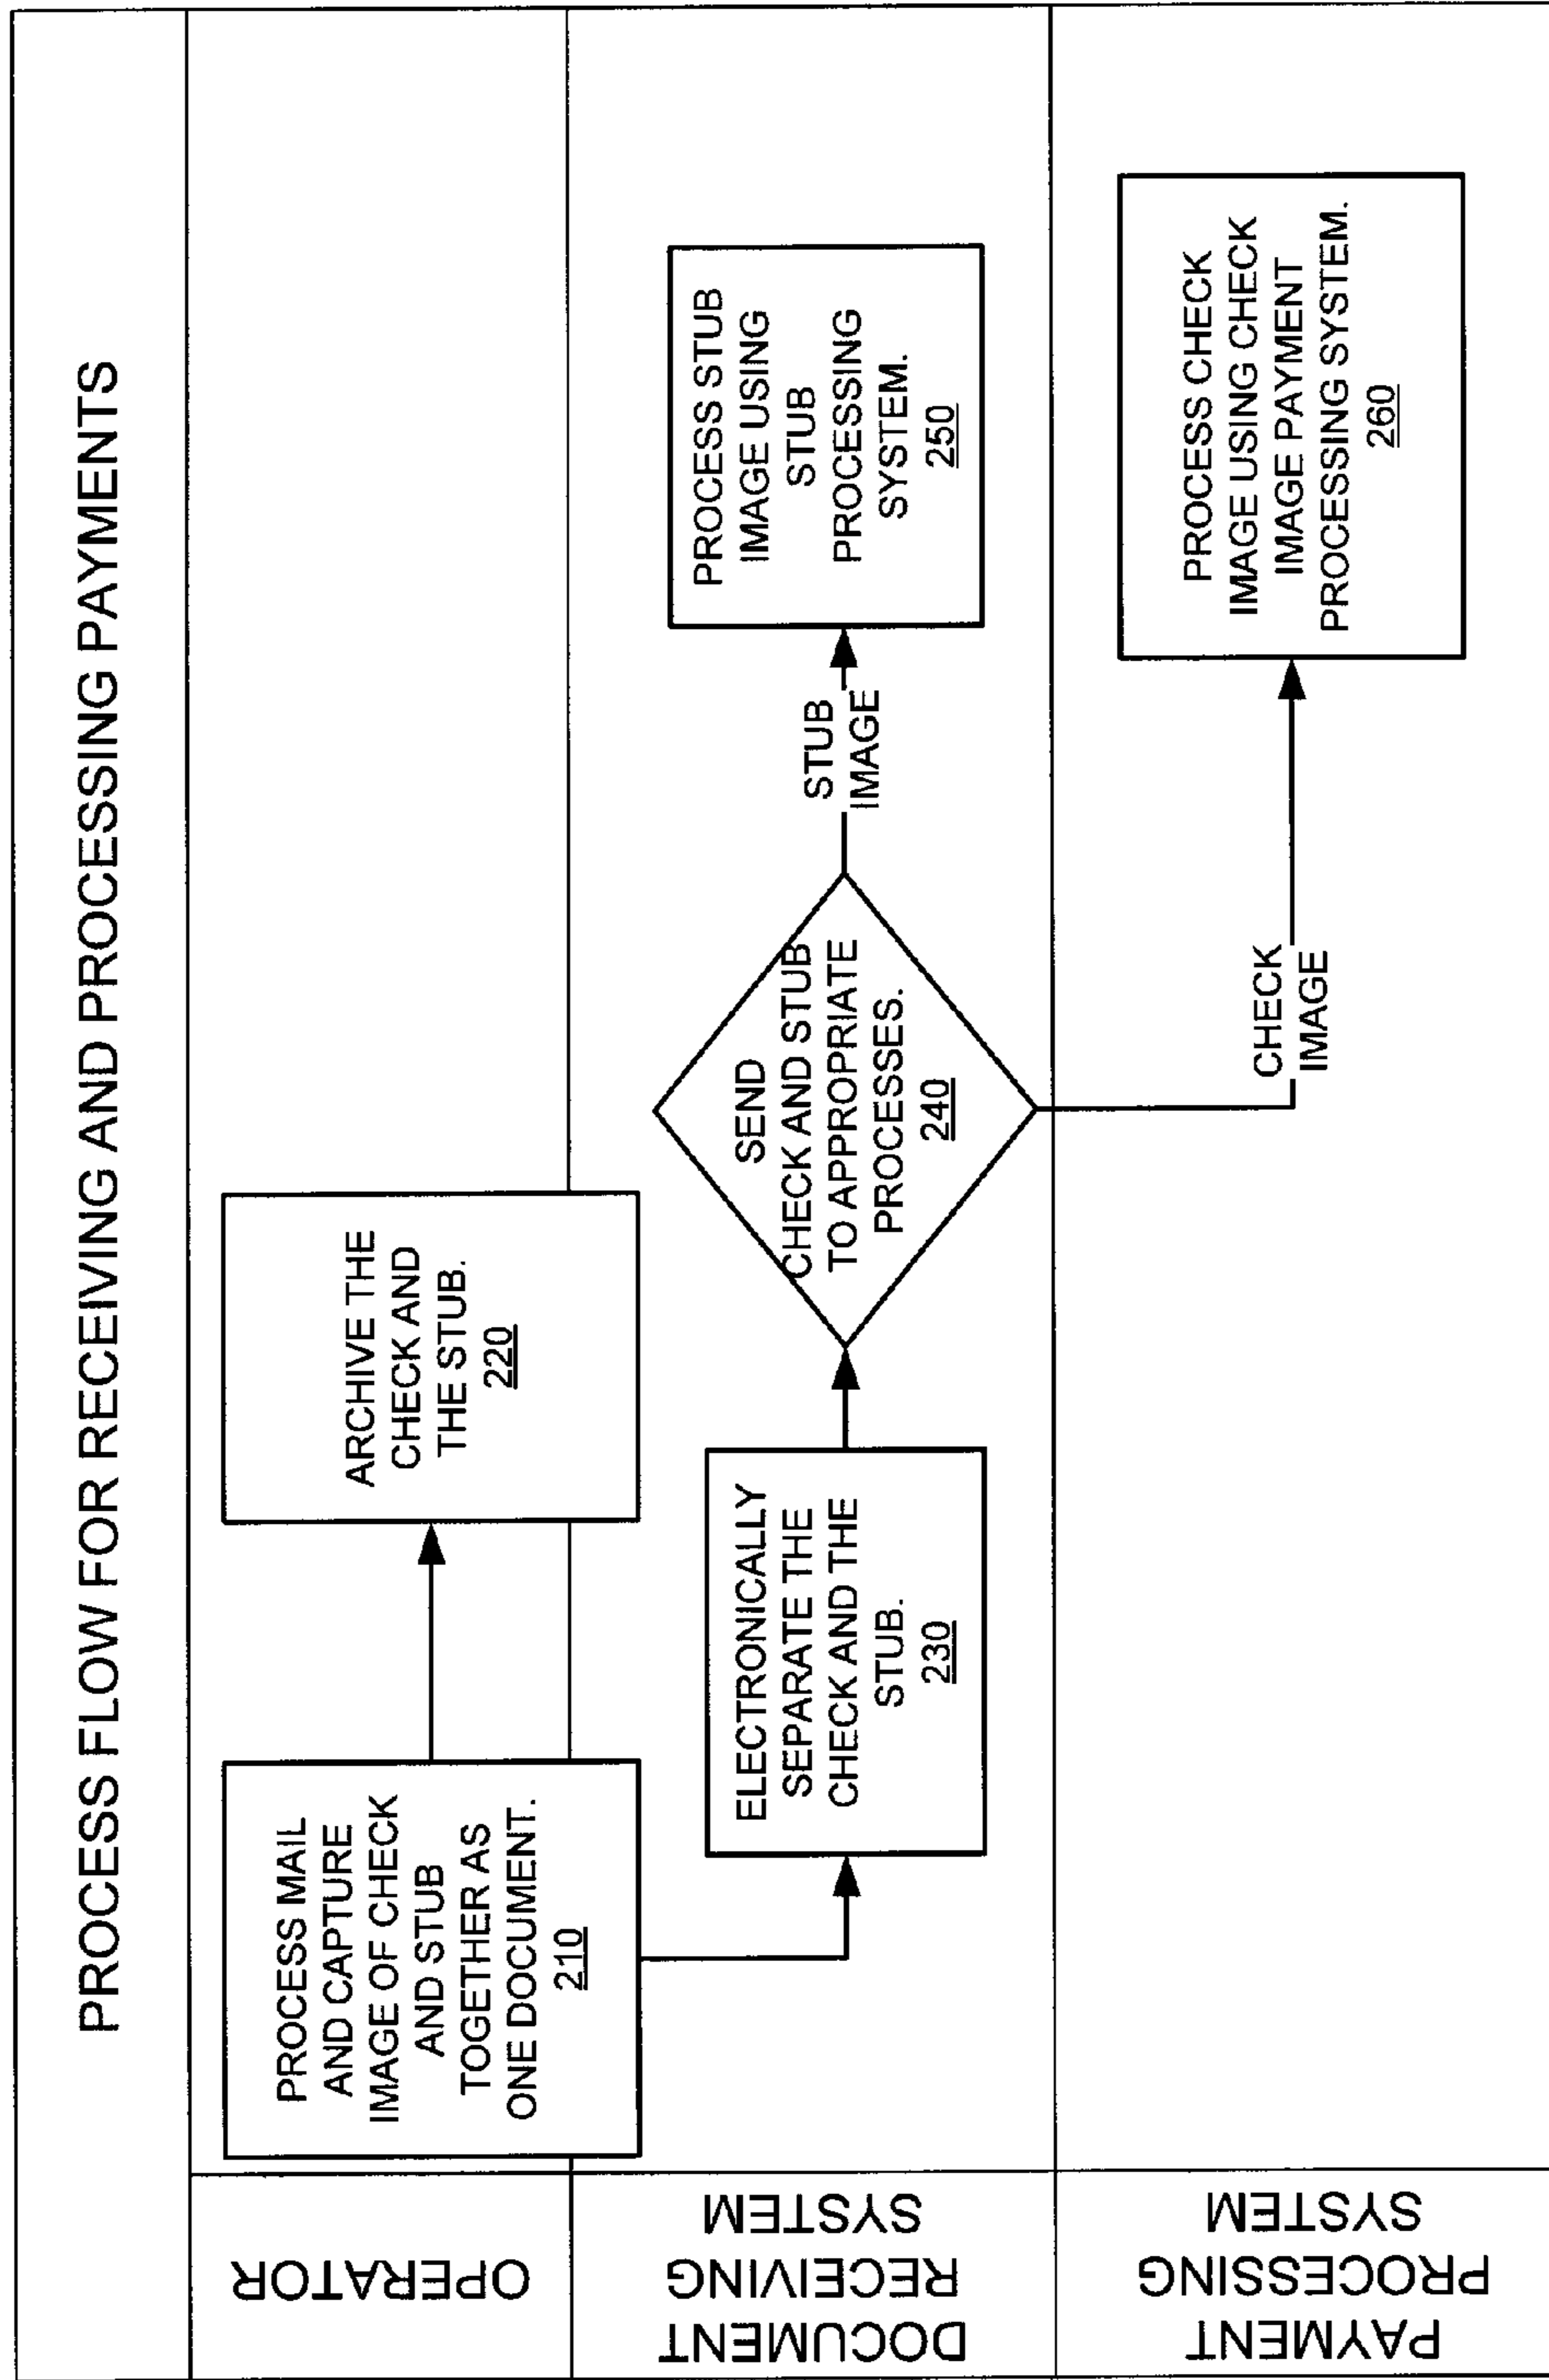 PROCESS FLOW FOR RECEIVING AND PROCESSING PAYMENTS
OPERATOR
PROCESS MAIL
AND CAPTURE
IMAGE OF CHECK
AND STUB
TOGETHER AS
ONE DOCUMENT.
210
ARCHIVE THE
CHECK AND
THE STUB.
220
DOCUMENT
RECEIVING
SYSTEM
ELECTRONICALLY
SEPARATE THE
CHECK AND THE
STUB.
230
SEND
CHECK AND STUB
TO APPROPRIATE
PROCESSES.
240
STUB
IMAGE
PROCESS STUB
IMAGE USING
STUB
PROCESSING
SYSTEM.
250
PAYMENT
PROCESSING
SYSTEM
CHECK
IMAGE
PROCESS CHECK
IMAGE USING CHECK
IMAGE PAYMENT
PROCESSING SYSTEM.
260